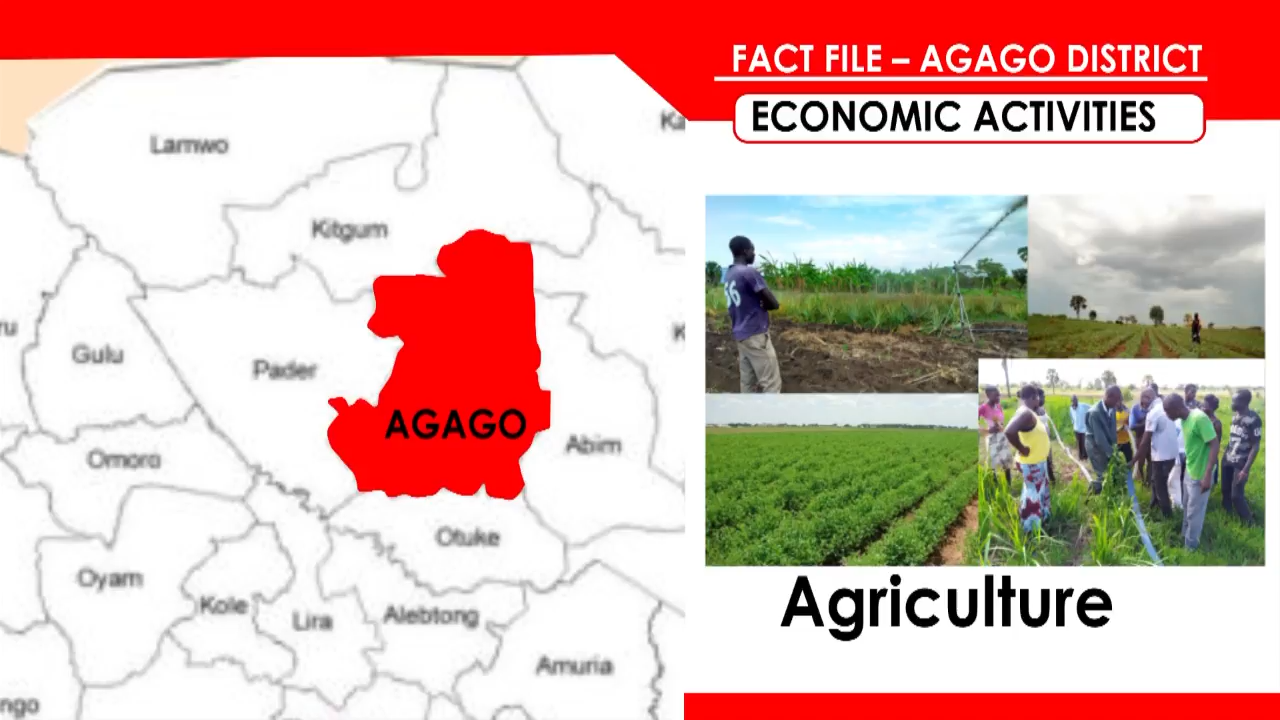 FACT FILE – AGAGO DISTRICT
ECONOMIC ACTIVITIES
Lamwo
Kitgum
Gulu
Pader
AGAGO
Abim
Omoro
Otuke
Oyam
Kole
Lira
Alebtong
Amuria
Agriculture